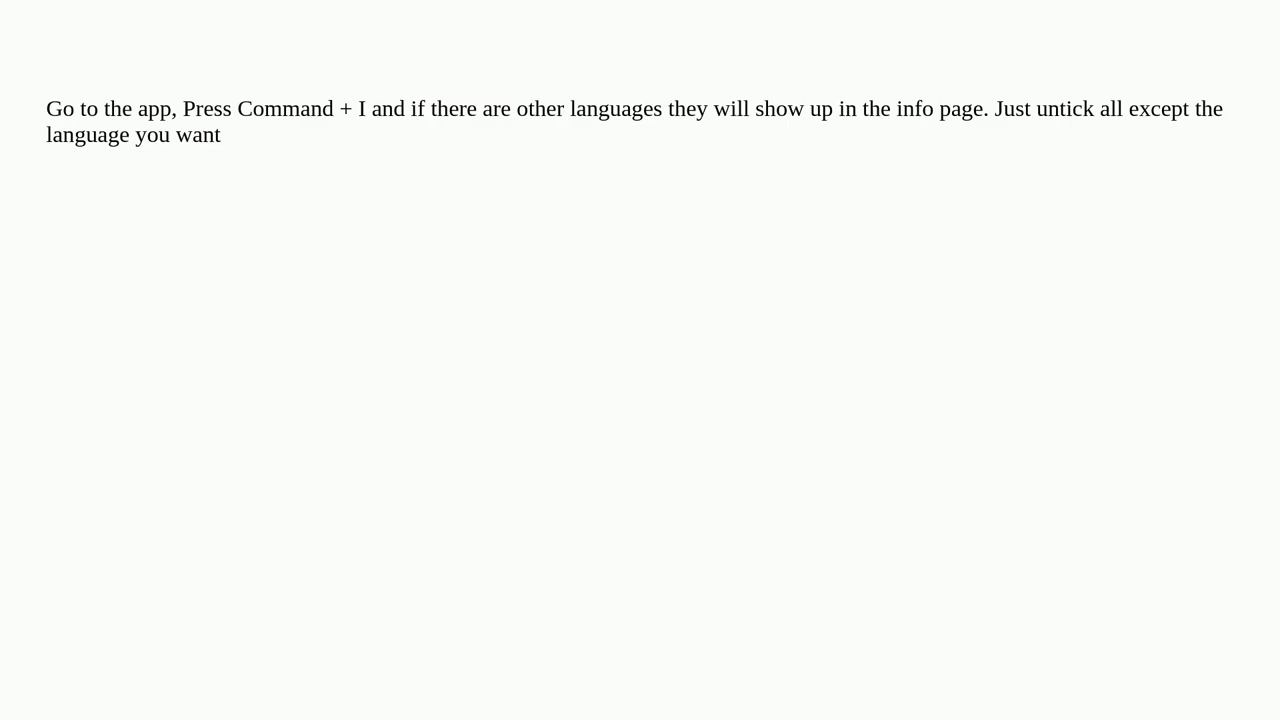 Go to the app, Press Command + I and if there are other languages they will show up in the info page. Just untick all except the
language you want